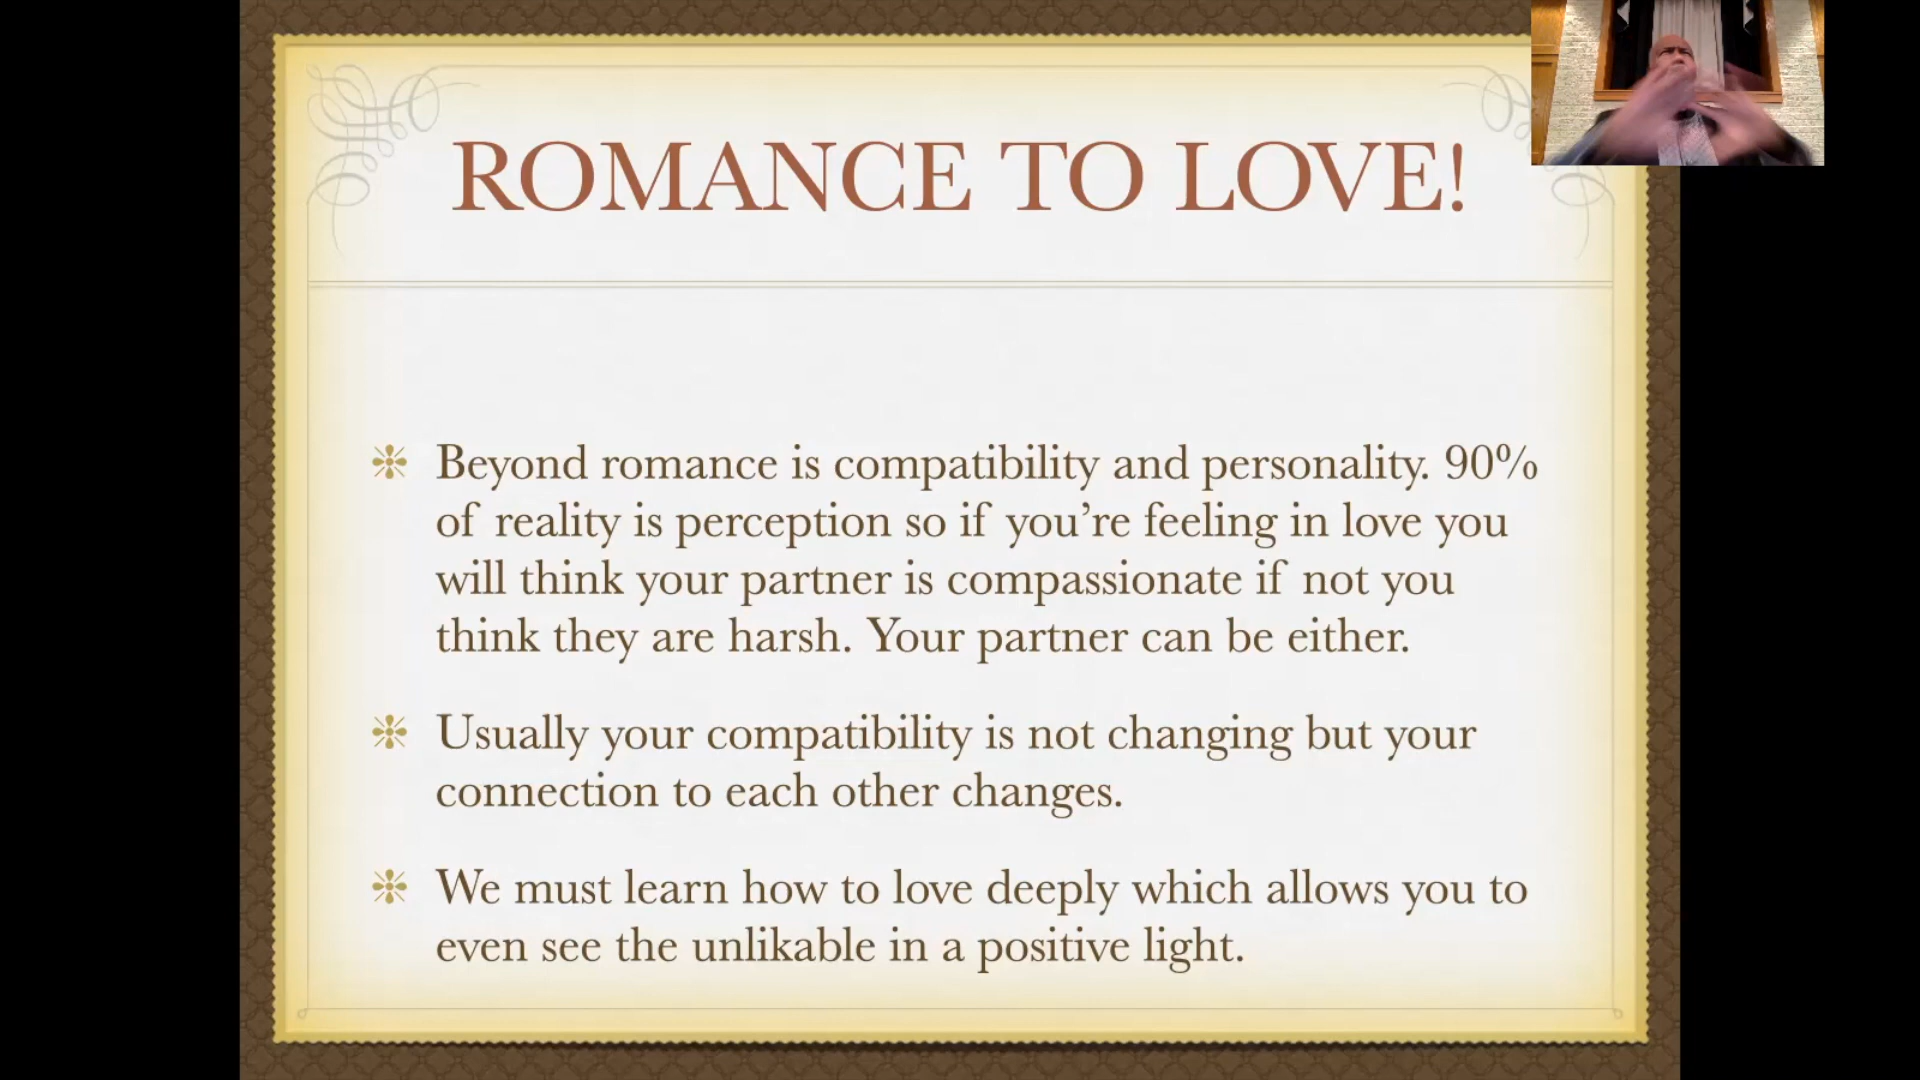 ROMANCE TO LOVE!
Beyond romance is compatibility and personality. 90%
of reality is perception so if you’re feeling in love you
will think your partner is compassionate if not you
think they are harsh. Your partner can be either.
Usually your compatibility is not changing but your
connection to each other changes.
We must learn how to love deeply which allows you to
even see the unlikable in a positive light.